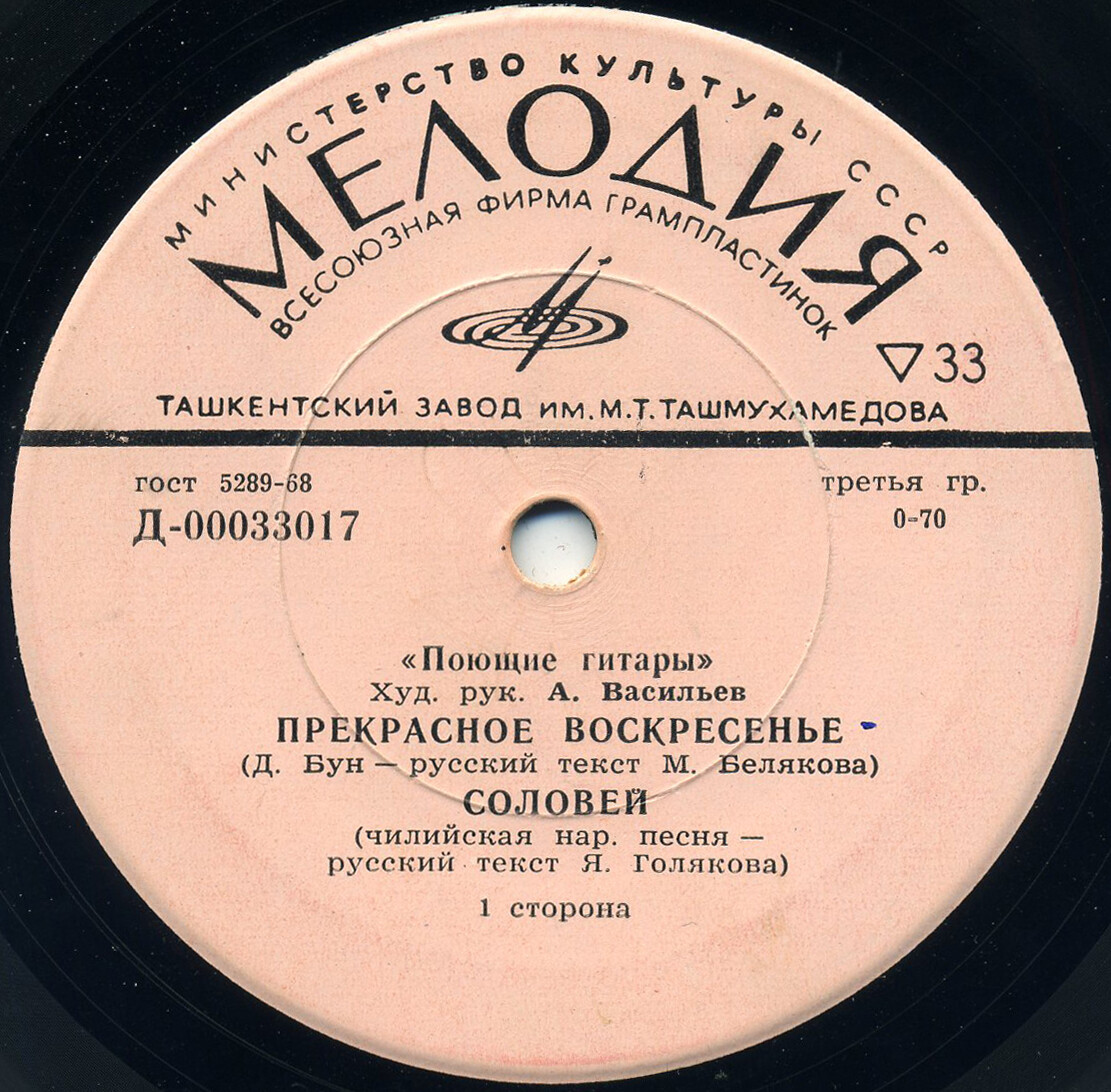 МИНИСТЕРСТВО КУЛЬТУРЫ СССР
МЕЛОДИЯ
ВСЕСОЮЗНАЯ ФИРМА ГРАМПЛАСТИНОК
33
ТАШКЕНТСКИЙ ЗАВОД ИМ. М.Т. ТАШМУХАМЕДОВА
гост 5289-68
третья гр.
Д-00033017
0-70
«Поющие гитары»
Худ. рук. А. Васильев
ПРЕКРАСНОЕ ВОСКРЕСЕНЬЕ
(Д. Бун — русский текст М. Белякова)
СОЛОВЕЙ
(чилийская нар. песня —
русский текст Я. Голякова)
1 сторона